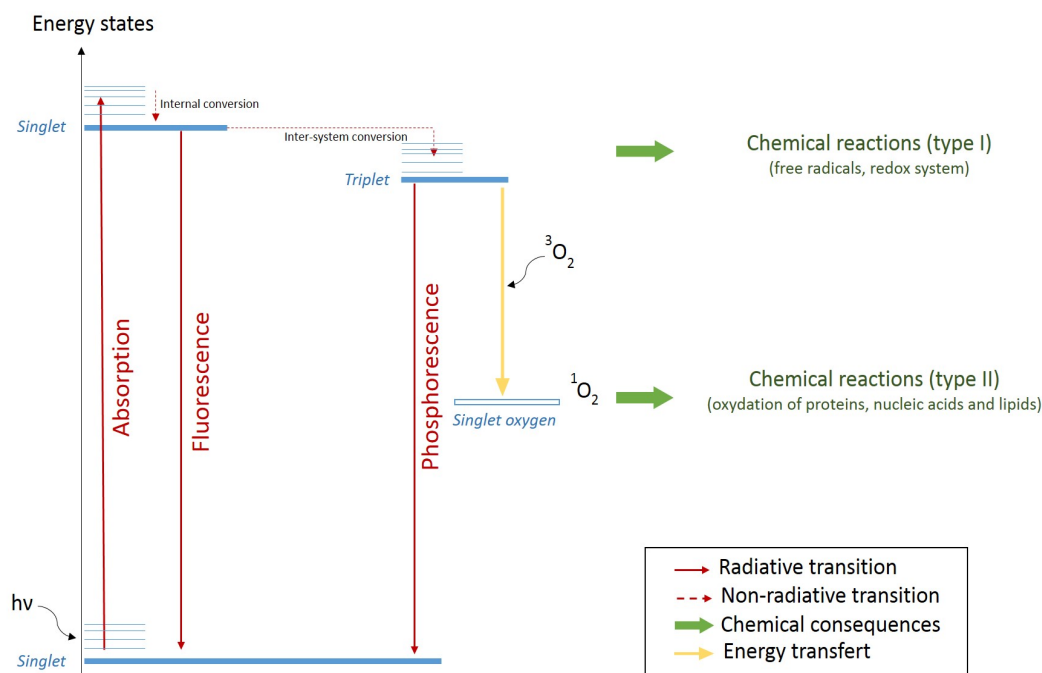 Energy states
Internal conversion
Singlet
Inter-system conversion
Triplet
Chemical reactions (type I)
(free radicals, redox system)
³O₂
Absorption
Fluorescence
Phosphorescence
¹O₂
Singlet oxygen
Chemical reactions (type II)
(oxydation of proteins, nucleic acids and lipids)
hν
Singlet
Radiative transition
Non-radiative transition
Chemical consequences
Energy transfert